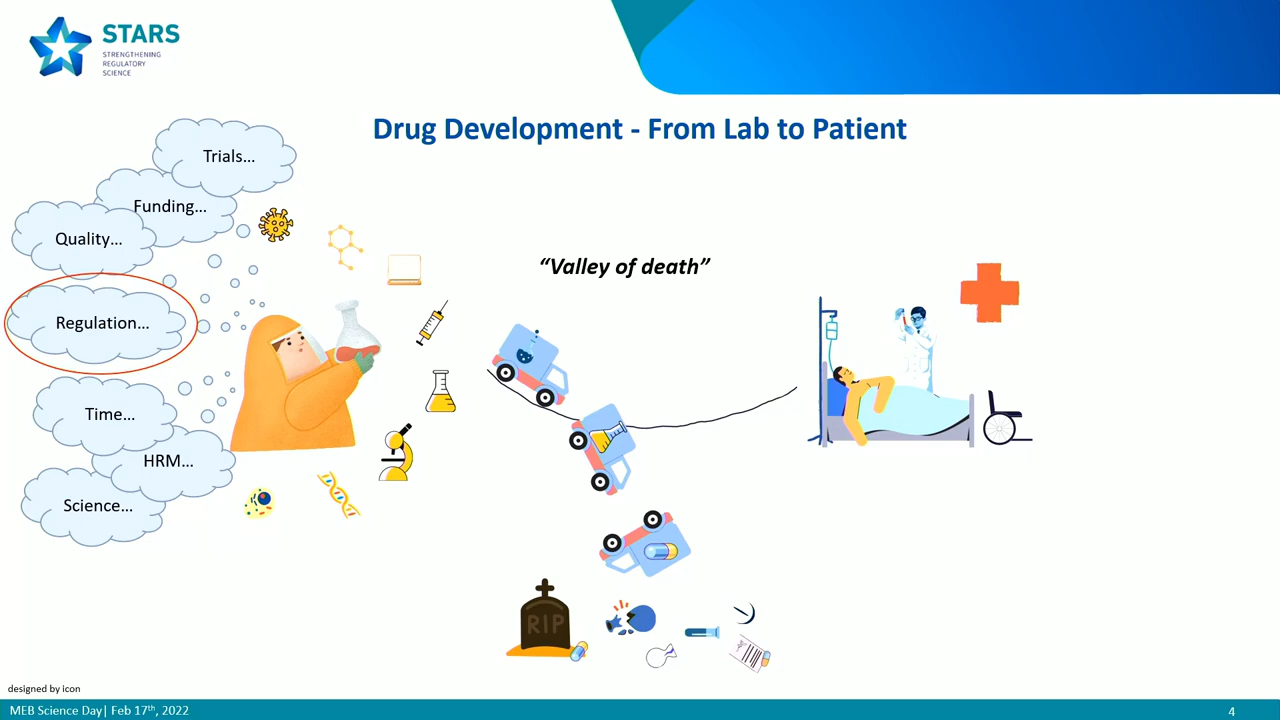 STARS
STRENGTHENING
REGULATORY
SCIENCE
Drug Development - From Lab to Patient
Trials...
Funding...
Quality...
Regulation...
Time...
HRM...
Science...
“Valley of death”
RIP
designed by icon
MEB Science Day| Feb 17th, 2022
4